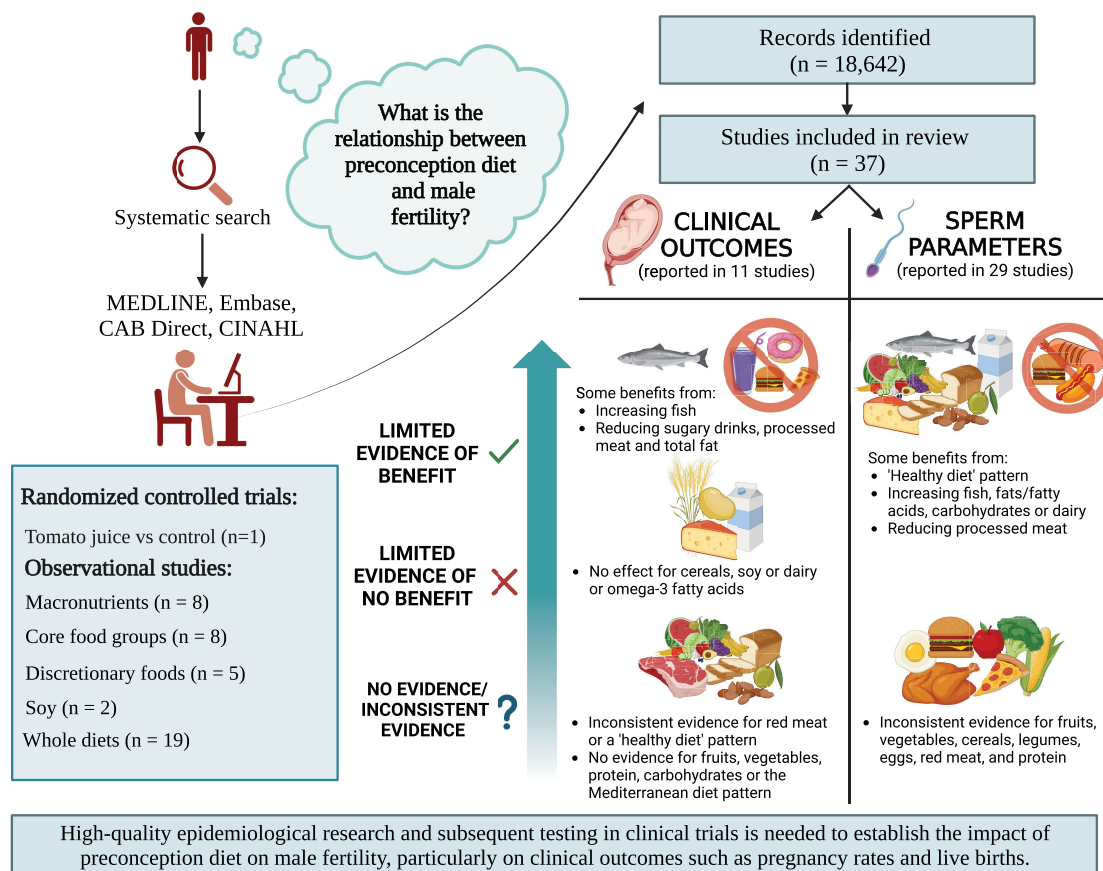 What is the
relationship between
preconception diet
and male
fertility?
Systematic search
MEDLINE, Embase,
CAB Direct, CINAHL
Records identified
(n = 18,642)
Studies included in review
(n = 37)
CLINICAL
OUTCOMES
(reported in 11 studies)
SPERM
PARAMETERS
(reported in 29 studies)
Randomized controlled trials:
Tomato juice vs control (n=1)
Observational studies:
Macronutrients (n = 8)
Core food groups (n = 8)
Discretionary foods (n = 5)
Soy (n = 2)
Whole diets (n = 19)
LIMITED
EVIDENCE OF
BENEFIT
Some benefits from:
• Increasing fish
• Reducing sugary drinks, processed
meat and total fat
Some benefits from:
• 'Healthy diet' pattern
• Increasing fish, fats/fatty
acids, carbohydrates or dairy
• Reducing processed meat
LIMITED
EVIDENCE OF
NO BENEFIT
• No effect for cereals, soy or dairy
or omega-3 fatty acids
NO EVIDENCE/
INCONSISTENT
EVIDENCE
?
• Inconsistent evidence for red meat
or a 'healthy diet' pattern
• No evidence for fruits, vegetables,
protein, carbohydrates or the
Mediterranean diet pattern
• Inconsistent evidence for fruits,
vegetables, cereals, legumes,
eggs, red meat, and protein
High-quality epidemiological research and subsequent testing in clinical trials is needed to establish the impact of
preconception diet on male fertility, particularly on clinical outcomes such as pregnancy rates and live births.